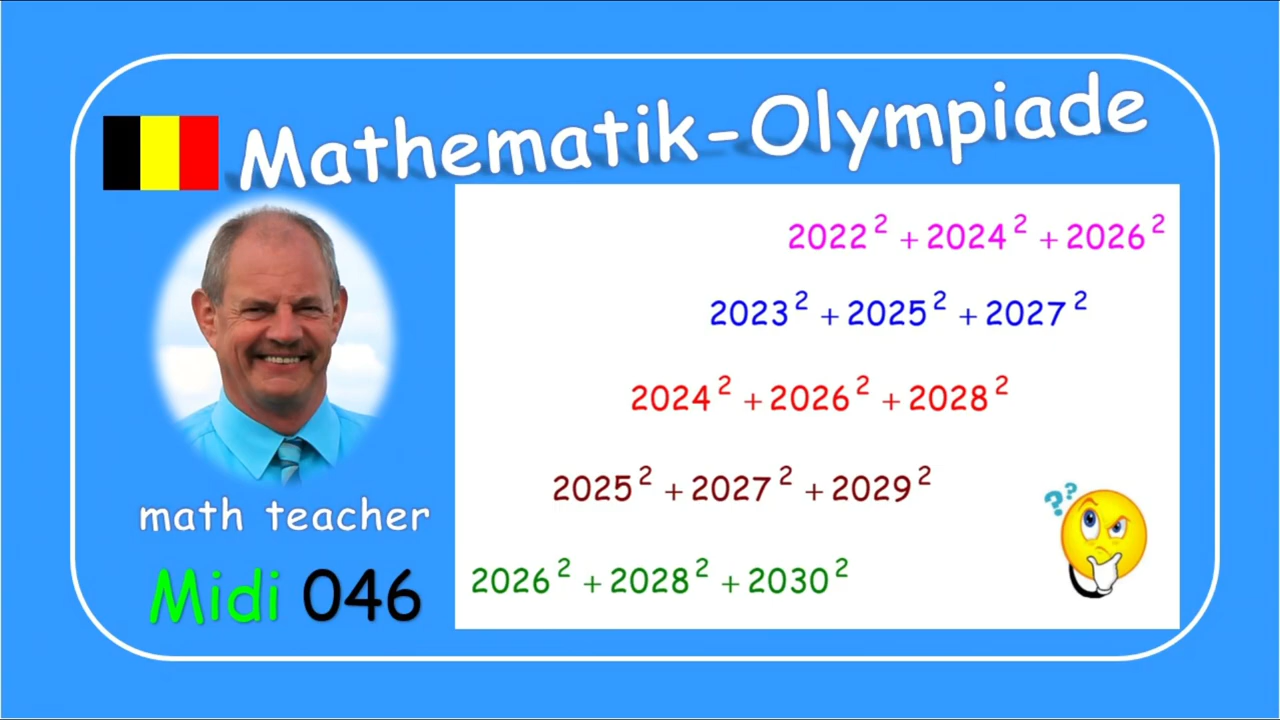 Mathematik-Olympiade
2022² + 2024² + 2026²
2023² + 2025² + 2027²
2024² + 2026² + 2028²
2025² + 2027² + 2029²
2026² + 2028² + 2030²
??
math teacher
Midi 046